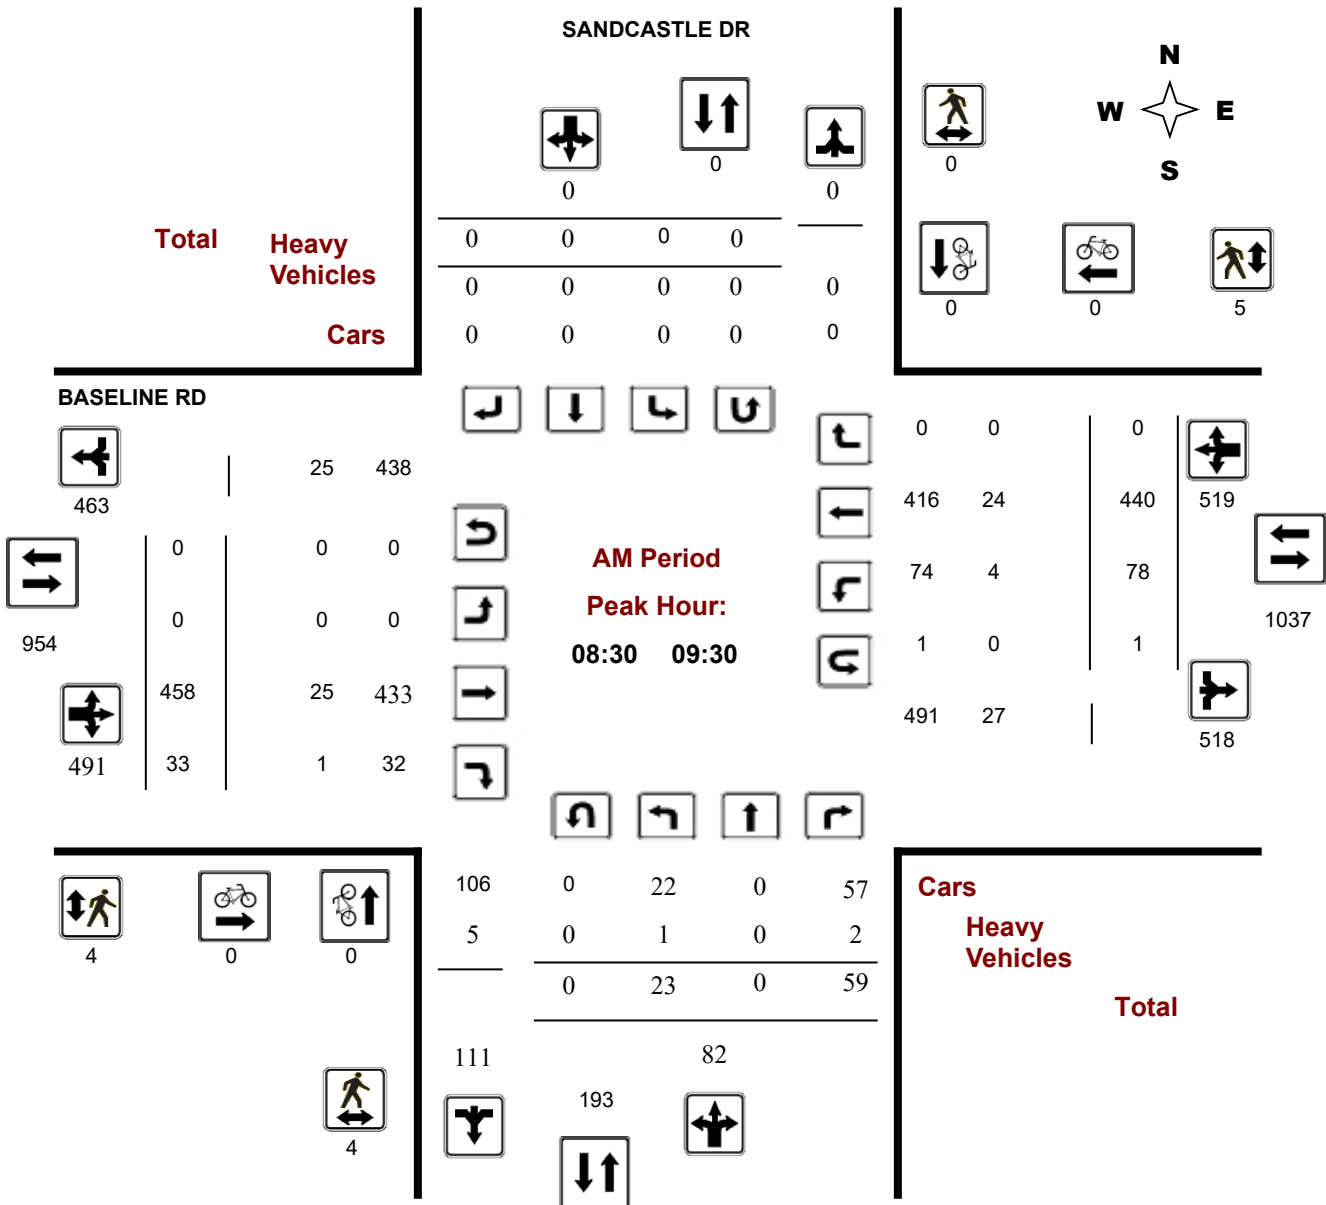 SANDCASTLE DR
N
W E
S
0
0
0 0
0
Total Heavy Vehicles
0 0 0 0
0 0 0 0 0
Cars
0 0 0 0 0
0 0 5
BASELINE RD
25 438
463
0 0 0
0 0 0
954
458 25 433
491 33 1 32
AM Period
Peak Hour:
08:30 09:30
0 0 0
416 24 440 519
74 4 78
1037
1 0 1
491 27
518
4 0 0
4
106 0 22 0 57
5 0 1 0 2
0 23 0 59
111 82
193
Cars
Heavy
Vehicles
Total